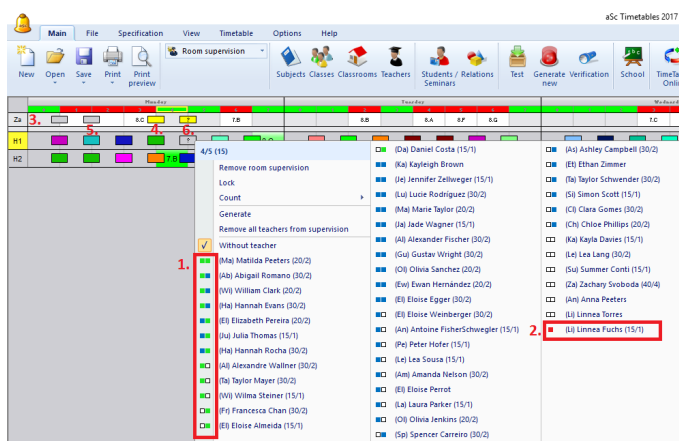 aSc Timetables 2017
Main File Specification View Timetable Options Help
Room supervision
New Open Save Print Print preview Subjects Classes Classrooms Teachers Students / Seminars Relations Test Generate new Verification School TimeTa Onlin
Monday Tuesday Wednesd
Za 3. 6.C ? 7.B 8.B 8.A 8.F 8.G 7.C
5. 4. 6.
H1 ?
H2 7.B
4/5 (15)
Remove room supervision
Lock
Count
Generate
Remove all teachers from supervision
Without teacher
1.
(Ma) Matilda Peeters (20/2)
(Ab) Abigail Romano (30/2)
(Wi) William Clark (20/2)
(Ha) Hannah Evans (30/2)
(El) Elizabeth Pereira (20/2)
(Ju) Julia Thomas (15/1)
(Ha) Hannah Rocha (30/2)
(Al) Alexandre Wallner (30/2)
(Ta) Taylor Mayer (30/2)
(Wi) Wilma Steiner (15/1)
(Fr) Francesca Chan (30/2)
(El) Eloise Almeida (15/1)
(Da) Daniel Costa (15/1)
(Ka) Kayleigh Brown
(Je) Jennifer Zellweger (15/1)
(Lu) Lucie Rodríguez (30/2)
(Ma) Marie Taylor (20/2)
(Ja) Jade Wagner (15/1)
(Al) Alexander Fischer (30/2)
(Gu) Gustav Wright (30/2)
(Ol) Olivia Sanchez (20/2)
(Ew) Ewan Hernández (20/2)
(El) Eloise Egger (30/2)
(El) Eloise Weinberger (30/2)
(An) Antoine FisherSchwegler (15/1)
(Pe) Peter Hofer (15/1)
(Le) Lea Sousa (15/1)
(Am) Amanda Nelson (30/2)
(El) Eloise Perrot
(La) Laura Parker (15/1)
(Ol) Olivia Jenkins (20/2)
(Sp) Spencer Carreiro (30/2)
(As) Ashley Campbell (30/2)
(Et) Ethan Zimmer
(Ta) Taylor Schwender (30/2)
(Si) Simon Scott (15/1)
(Cl) Clara Gomes (30/2)
(Ch) Chloe Phillips (20/2)
(Ka) Kayla Davies (15/1)
(Le) Lea Lang (30/2)
(Su) Summer Conti (15/1)
(Za) Zachary Svoboda (40/4)
(An) Anna Peeters
(Li) Linnea Torres
2. (Li) Linnea Fuchs (15/1)